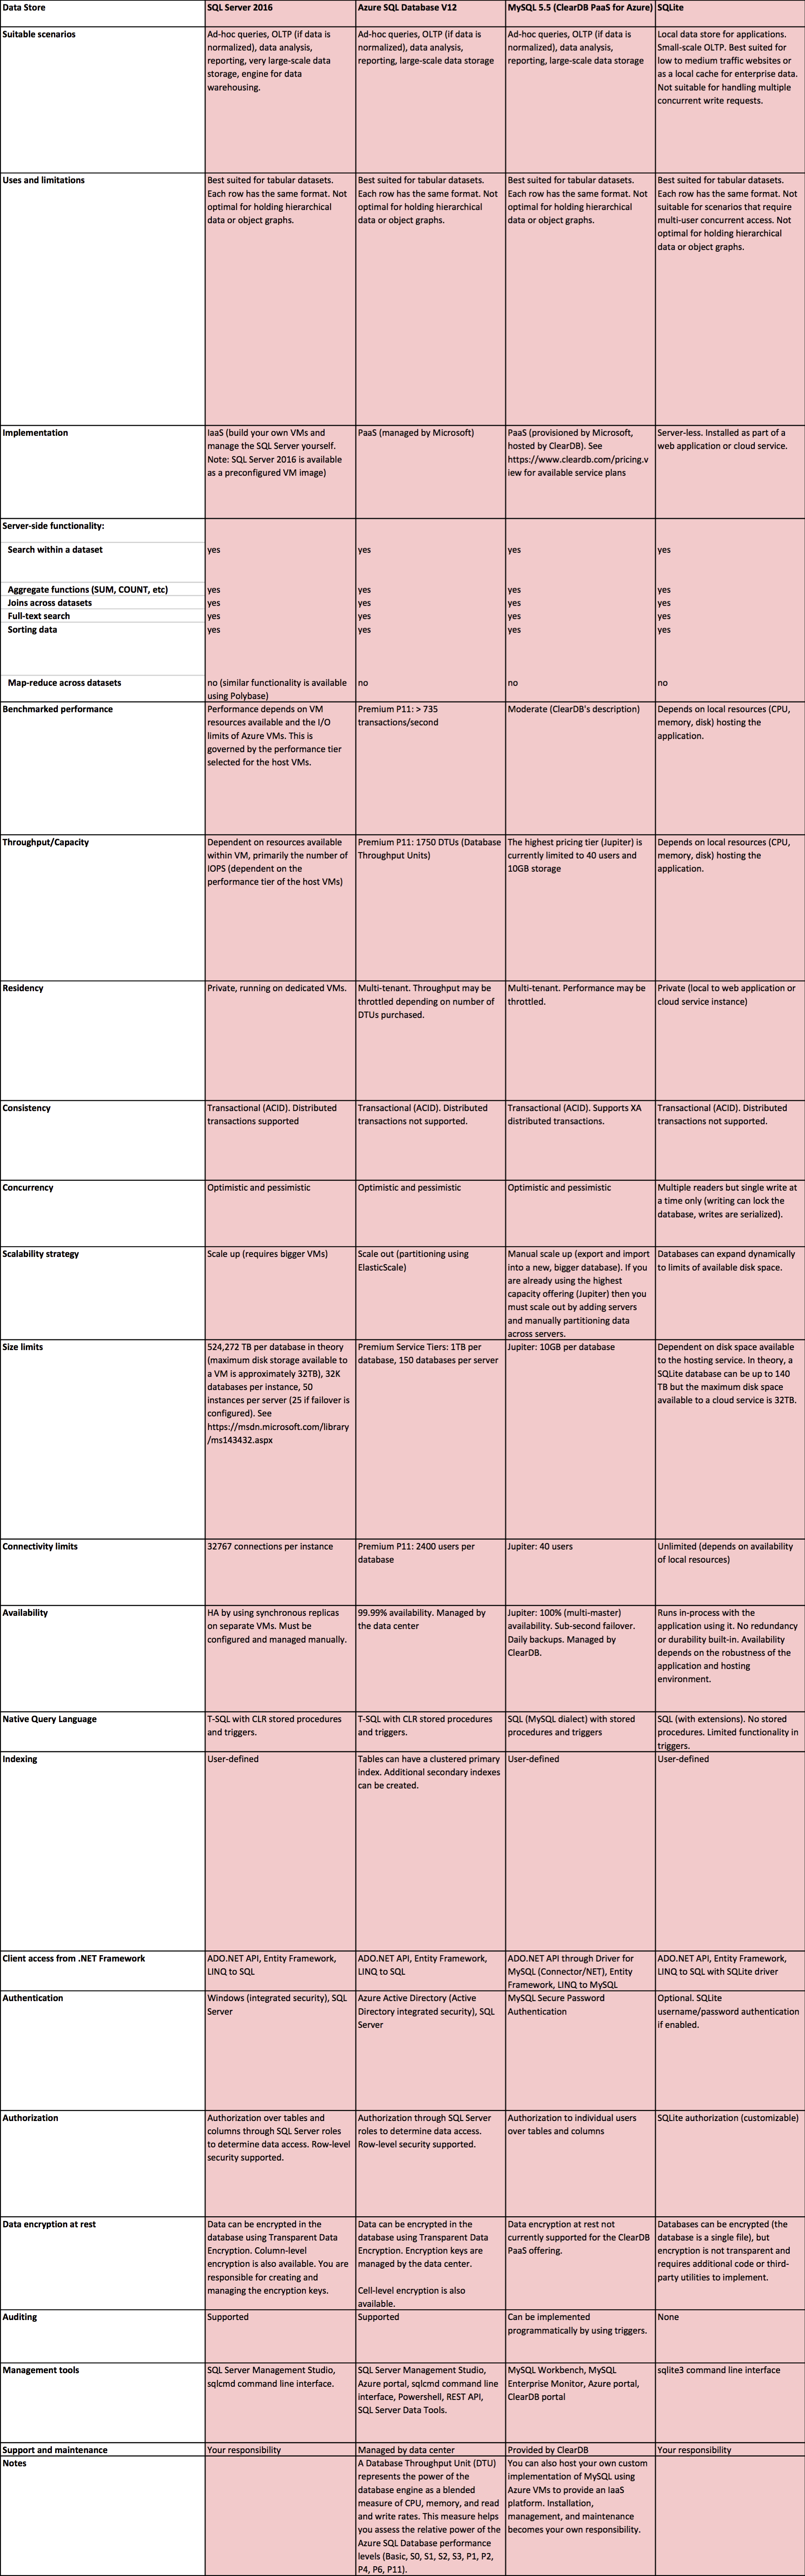 Data Store
SQL Server 2016
Azure SQL Database V12
MySQL 5.5 (ClearDB PaaS for Azure)
SQLite
Suitable scenarios
Ad-hoc queries, OLTP (if data is
normalized), data analysis,
reporting, very large-scale data
storage, engine for data
warehousing.
Ad-hoc queries, OLTP (if data is
normalized), data analysis,
reporting, large-scale data storage
Ad-hoc queries, OLTP (if data is
normalized), data analysis,
reporting, large-scale data storage
Local data store for applications.
Small-scale OLTP. Best suited for
low to medium traffic websites or
as a local cache for enterprise data.
Not suitable for handling multiple
concurrent write requests.
Uses and limitations
Best suited for tabular datasets.
Each row has the same format. Not
optimal for holding hierarchical
data or object graphs.
Best suited for tabular datasets.
Each row has the same format. Not
optimal for holding hierarchical
data or object graphs.
Best suited for tabular datasets.
Each row has the same format. Not
optimal for holding hierarchical
data or object graphs.
Best suited for tabular datasets.
Each row has the same format. Not
suitable for scenarios that require
multi-user concurrent access. Not
optimal for holding hierarchical
data or object graphs.
Implementation
IaaS (build your own VMs and
manage the SQL Server yourself.
Note: SQL Server 2016 is available
as a preconfigured VM image)
PaaS (managed by Microsoft)
PaaS (provisioned by Microsoft,
hosted by ClearDB). See
https://www.cleardb.com/pricing.v
iew for available service plans
Server-less. Installed as part of a
web application or cloud service.
Server-side functionality:
Search within a dataset
yes
yes
yes
yes
Aggregate functions (SUM, COUNT, etc)
yes
yes
yes
yes
Joins across datasets
yes
yes
yes
yes
Full-text search
yes
yes
yes
yes
Sorting data
yes
yes
yes
yes
Map-reduce across datasets
no (similar functionality is available
using Polybase)
no
no
no
Benchmarked performance
Performance depends on VM
resources available and the I/O
limits of Azure VMs. This is
governed by the performance tier
selected for the host VMs.
Premium P11: > 735
transactions/second
Moderate (ClearDB's description)
Depends on local resources (CPU,
memory, disk) hosting the
application.
Throughput/Capacity
Dependent on resources available
within VM, primarily the number of
IOPS (dependent on the
performance tier of the host VMs)
Premium P11: 1750 DTUs (Database
Throughput Units)
The highest pricing tier (Jupiter) is
currently limited to 40 users and
10GB storage
Depends on local resources (CPU,
memory, disk) hosting the
application.
Residency
Private, running on dedicated VMs.
Multi-tenant. Throughput may be
throttled depending on number of
DTUs purchased.
Multi-tenant. Performance may be
throttled.
Private (local to web application or
cloud service instance)
Consistency
Transactional (ACID). Distributed
transactions supported
Transactional (ACID). Distributed
transactions not supported.
Transactional (ACID). Supports XA
distributed transactions.
Transactional (ACID). Distributed
transactions not supported.
Concurrency
Optimistic and pessimistic
Optimistic and pessimistic
Optimistic and pessimistic
Multiple readers but single write at
a time only (writing can lock the
database, writes are serialized).
Scalability strategy
Scale up (requires bigger VMs)
Scale out (partitioning using
ElasticScale)
Manual scale up (export and import
into a new, bigger database). If you
are already using the highest
capacity offering (Jupiter) then you
must scale out by adding servers
and manually partitioning data
across servers.
Databases can expand dynamically
to limits of available disk space.
Size limits
524,272 TB per database in theory
(maximum disk storage available to
a VM is approximately 32TB), 32K
databases per instance, 50
instances per server (25 if failover is
configured). See
https://msdn.microsoft.com/library
/ms143432.aspx
Premium Service Tiers: 1TB per
database, 150 databases per server
Jupiter: 10GB per database
Dependent on disk space available
to the hosting service. In theory, a
SQLite database can be up to 140
TB but the maximum disk space
available to a cloud service is 32TB.
Connectivity limits
32767 connections per instance
Premium P11: 2400 users per
database
Jupiter: 40 users
Unlimited (depends on availability
of local resources)
Availability
HA by using synchronous replicas
on separate VMs. Must be
configured and managed manually.
99.99% availability. Managed by
the data center
Jupiter: 100% (multi-master)
availability. Sub-second failover.
Daily backups. Managed by
ClearDB.
Runs in-process with the
application using it. No redundancy
or durability built-in. Availability
depends on the robustness of the
application and hosting
environment.
Native Query Language
T-SQL with CLR stored procedures
and triggers.
T-SQL with CLR stored procedures
and triggers.
SQL (MySQL dialect) with stored
procedures and triggers
SQL (with extensions). No stored
procedures. Limited functionality in
triggers.
Indexing
User-defined
Tables can have a clustered primary
index. Additional secondary indexes
can be created.
User-defined
User-defined
Client access from .NET Framework
ADO.NET API, Entity Framework,
LINQ to SQL
ADO.NET API, Entity Framework,
LINQ to SQL
ADO.NET API through Driver for
MySQL (Connector/NET), Entity
Framework, LINQ to MySQL
ADO.NET API, Entity Framework,
LINQ to SQL with SQLite driver
Authentication
Windows (integrated security), SQL
Server
Azure Active Directory (Active
Directory integrated security), SQL
Server
MySQL Secure Password
Authentication
Optional. SQLite
username/password authentication
if enabled.
Authorization
Authorization over tables and
columns through SQL Server roles
to determine data access. Row-level
security supported.
Authorization through SQL Server
roles to determine data access.
Row-level security supported.
Authorization to individual users
over tables and columns
SQLite authorization (customizable)
Data encryption at rest
Data can be encrypted in the
database using Transparent Data
Encryption. Column-level
encryption is also available. You are
responsible for creating and
managing the encryption keys.
Data can be encrypted in the
database using Transparent Data
Encryption. Encryption keys are
managed by the data center.
Cell-level encryption is also
available.
Data encryption at rest not
currently supported for the ClearDB
PaaS offering.
Databases can be encrypted (the
database is a single file), but
encryption is not transparent and
requires additional code or third-
party utilities to implement.
Auditing
Supported
Supported
Can be implemented
programmatically by using triggers.
None
Management tools
SQL Server Management Studio,
sqlcmd command line interface.
SQL Server Management Studio,
Azure portal, sqlcmd command line
interface, Powershell, REST API,
SQL Server Data Tools.
MySQL Workbench, MySQL
Enterprise Monitor, Azure portal,
ClearDB portal
sqlite3 command line interface
Support and maintenance
Your responsibility
Managed by data center
Provided by ClearDB
Your responsibility
Notes
A Database Throughput Unit (DTU)
represents the power of the
database engine as a blended
measure of CPU, memory, and read
and write rates. This measure helps
you assess the relative power of the
Azure SQL Database performance
levels (Basic, S0, S1, S2, S3, P1, P2,
P4, P6, P11).
You can also host your own custom
implementation of MySQL using
Azure VMs to provide an IaaS
platform. Installation,
management, and maintenance
becomes your own responsibility.